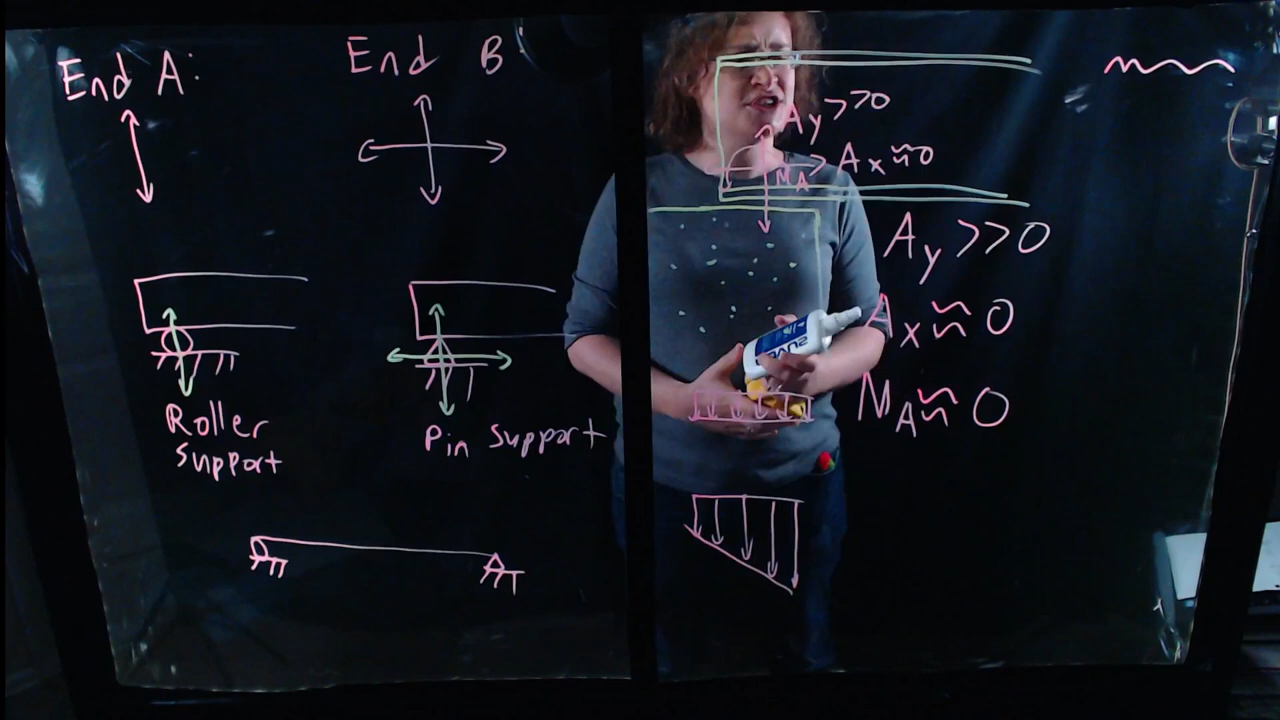 End A:
End B:
Roller
Support
Pin Support
Ay >>0
Ax ≈0
MA
Ay >>0
Ax ≈ 0
MA ≈ 0